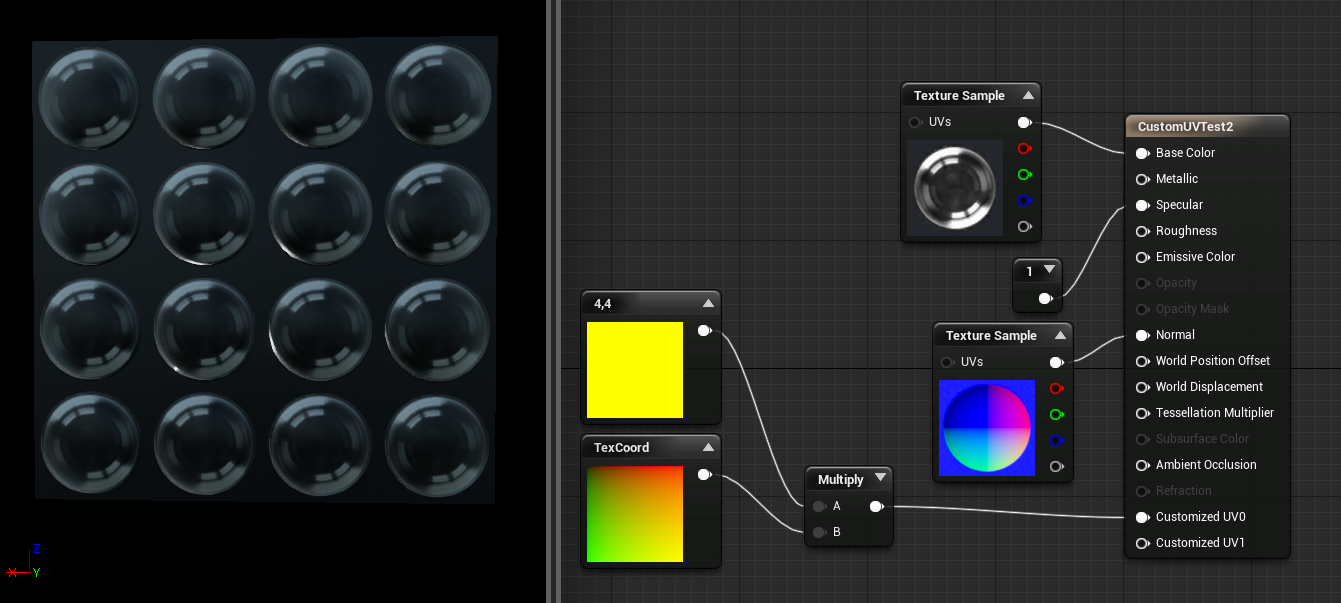 Z
X
Y
Texture Sample
UVs
1
4,4
TexCoord
Multiply
A
B
Texture Sample
UVs
CustomUVTest2
Base Color
Metallic
Specular
Roughness
Emissive Color
Opacity
Opacity Mask
Normal
World Position Offset
World Displacement
Tessellation Multiplier
Subsurface Color
Ambient Occlusion
Refraction
Customized UV0
Customized UV1